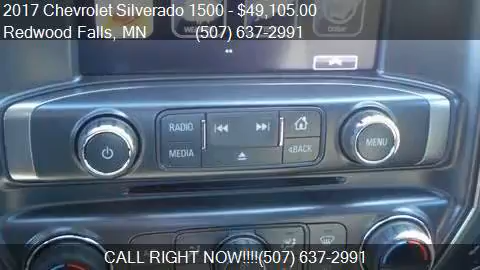 2017 Chevrolet Silverado 1500 - $49,105.00
Redwood Falls, MN (507) 637-2991
RADIO
MEDIA
<BACK
MENU
CALL RIGHT NOW!!!!(507) 637-2991